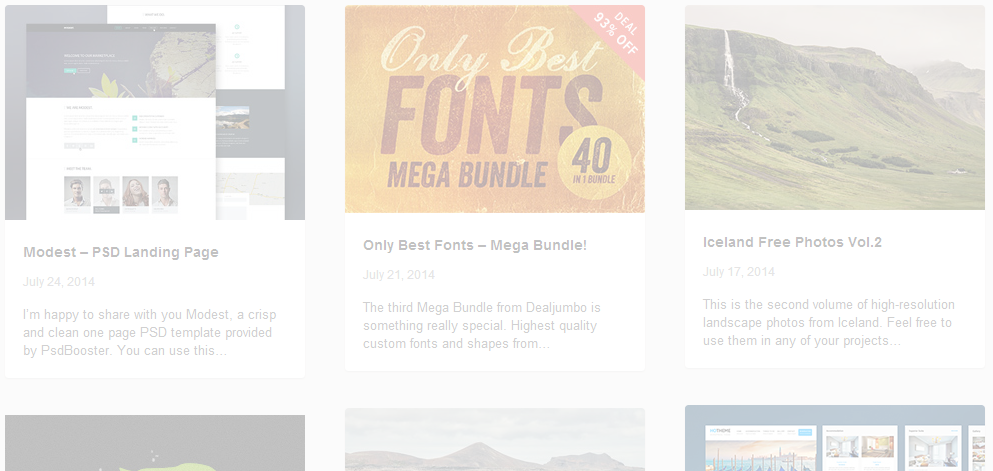 DEAL
93% OFF
Only Best
FONTS
MEGA BUNDLE
40
IN 1 BUNDLE
Modest – PSD Landing Page
July 24, 2014
I'm happy to share with you Modest, a crisp
and clean one page PSD template provided
by PsdBooster. You can use this...
Only Best Fonts – Mega Bundle!
July 21, 2014
The third Mega Bundle from Dealjumbo is
something really special. Highest quality
custom fonts and shapes from...
Iceland Free Photos Vol.2
July 17, 2014
This is the second volume of high-resolution
landscape photos from Iceland. Feel free to
use them in any of your projects...